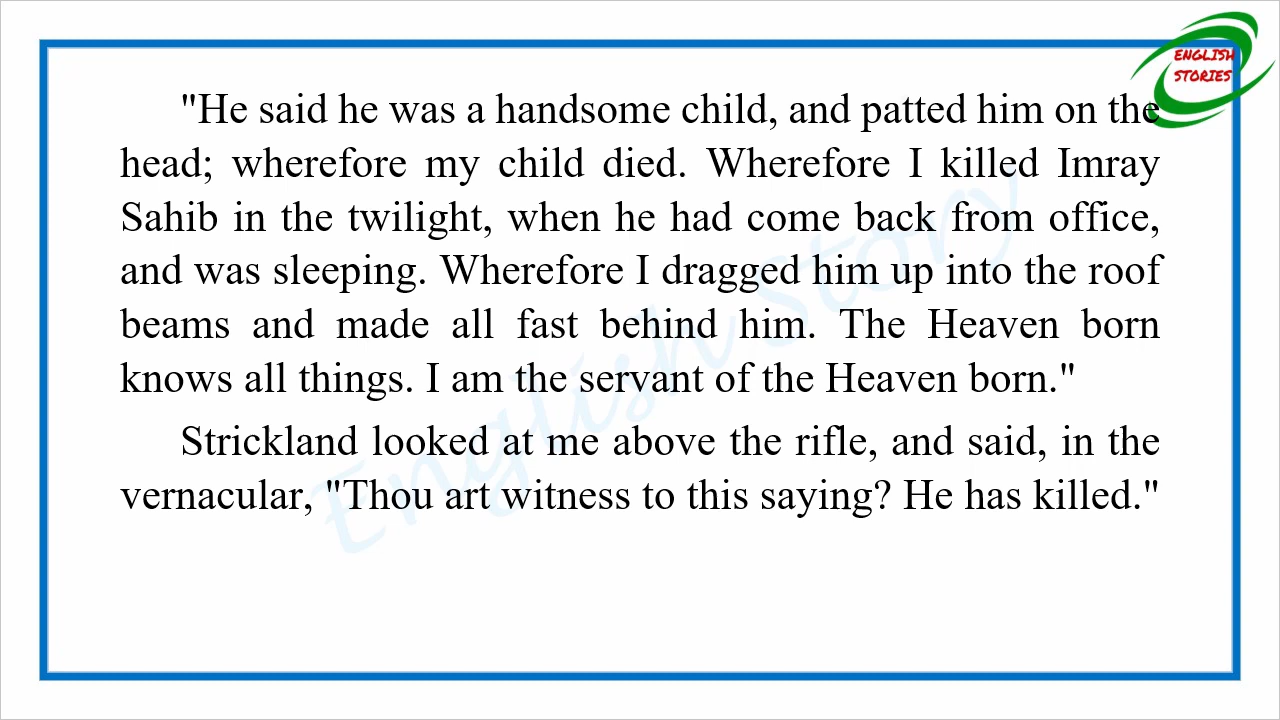 ENGLISH
STORIES
"He said he was a handsome child, and patted him on the
head; wherefore my child died. Wherefore I killed Imray
Sahib in the twilight, when he had come back from office,
and was sleeping. Wherefore I dragged him up into the roof
beams and made all fast behind him. The Heaven born
knows all things. I am the servant of the Heaven born."
Strickland looked at me above the rifle, and said, in the
vernacular, "Thou art witness to this saying? He has killed."
English Story